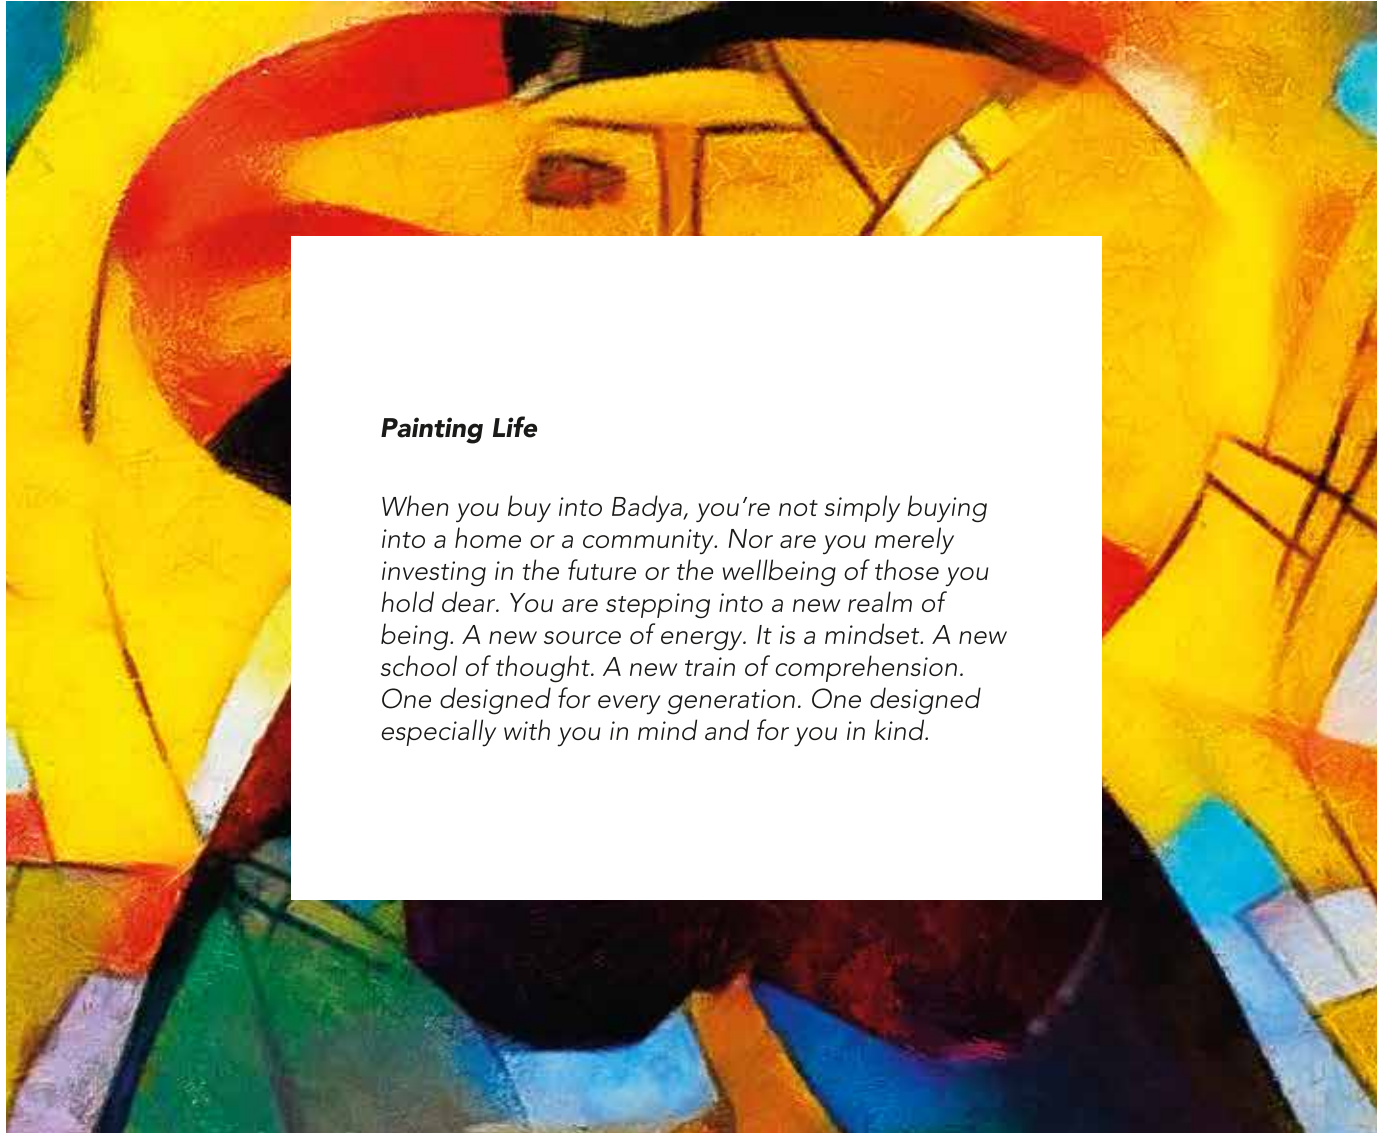 Painting Life
When you buy into Badya, you’re not simply buying
into a home or a community. Nor are you merely
investing in the future or the wellbeing of those you
hold dear. You are stepping into a new realm of
being. A new source of energy. It is a mindset. A new
school of thought. A new train of comprehension.
One designed for every generation. One designed
especially with you in mind and for you in kind.